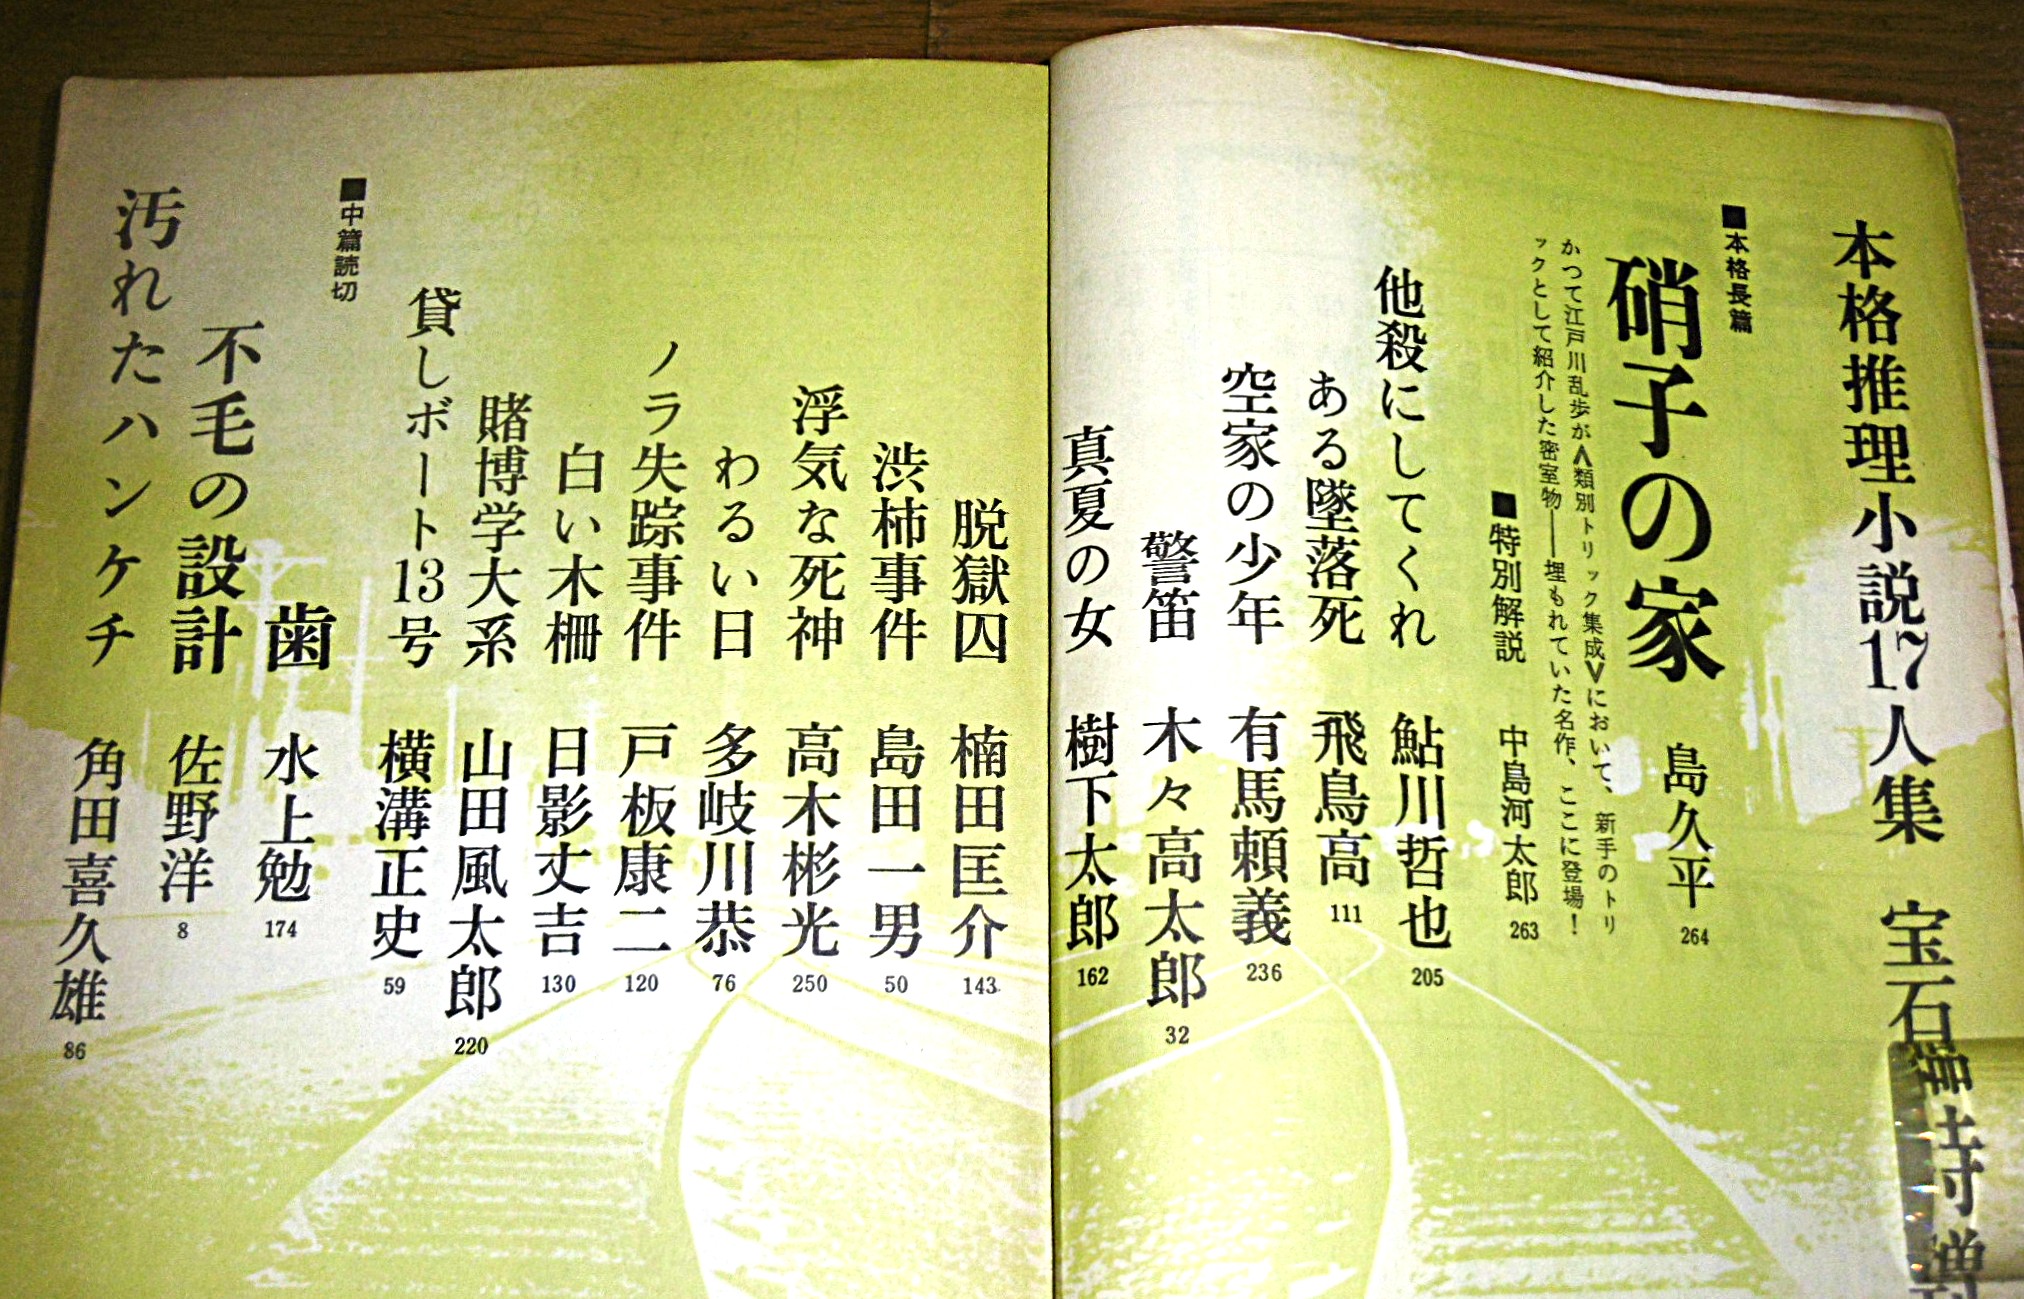 本格推理小説17人集 宝石臨時増刊
■本格長篇
硝子の家 島久平 264
かつて江戸川乱歩が<類別トリック集成>において、新手のトリ
ックとして紹介した密室物――埋もれていた名作、ここに登場!
■特別解説 中島河太郎 263
他殺にしてくれ 鮎川哲也 205
ある墜落死 飛鳥高 111
空家の少年 有馬頼義 236
警笛 木々高太郎 32
真夏の女 樹下太郎 162
脱獄囚 楠田匡介 143
渋柿事件 島田一男 50
浮気な死神 高木彬光 250
わるい日 多岐川恭 76
ノラ失踪事件 戸板康二 120
白い木柵 日影丈吉 130
賭博学大系 山田風太郎 220
貸しボート13号 横溝正史 59
■中篇読切
歯 水上勉 174
不毛の設計 佐野洋 8
汚れたハンケチ 角田喜久雄 86